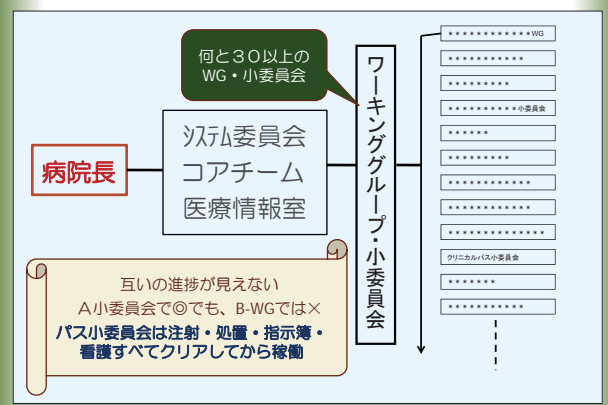 何と３０以上の
WG・小委員会
病院長
システム委員会
コアチーム
医療情報室
ワーキンググループ・小委員会
互いの進捗が見えない
A小委員会で◎でも、B-WGでは×
パス小委員会は注射・処置・指示簿・
看護すべてクリアしてから稼働
************WG
***********
*********
**********小委員会
******
*********
************
************
**************
クリニカルパス小委員会
*******
***********